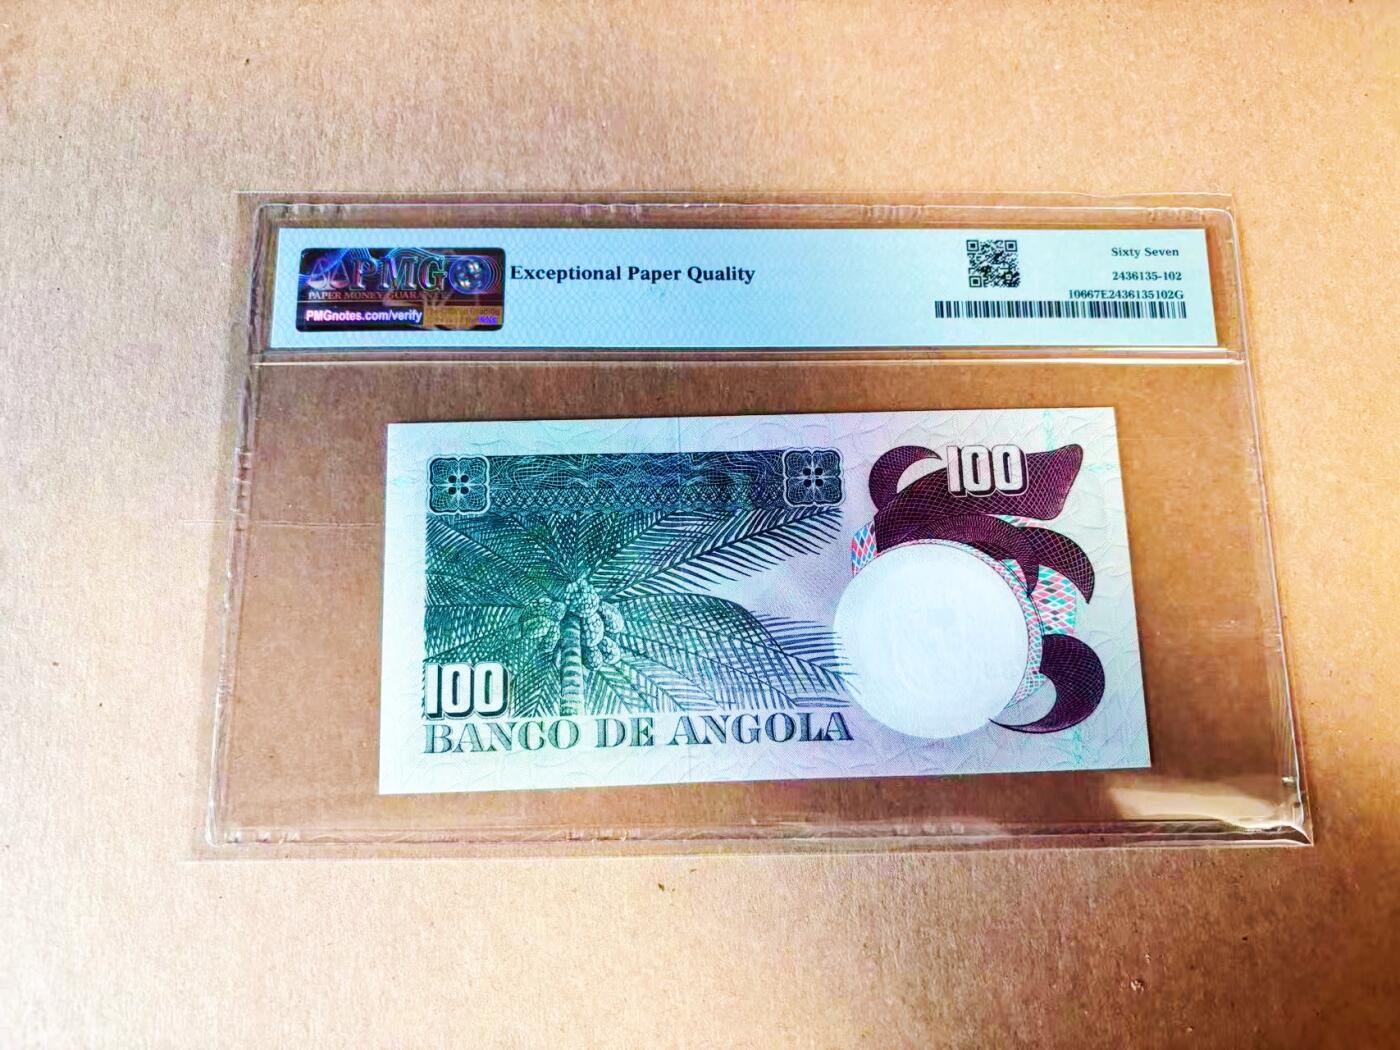 PMG
PAPER MONEY GUARANTY
PMGnotes.com/verify
Exceptional Paper Quality
Sixty Seven
2436135-102
10667E2436135102G
100
100
BANCO DE ANGOLA